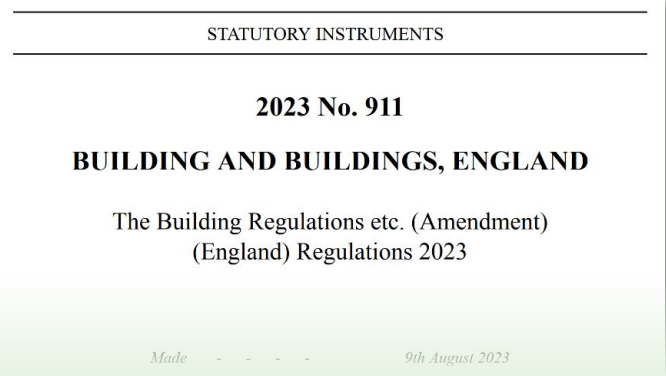 STATUTORY INSTRUMENTS
2023 No. 911
BUILDING AND BUILDINGS, ENGLAND
The Building Regulations etc. (Amendment)
(England) Regulations 2023
Made - - - - 9th August 2023